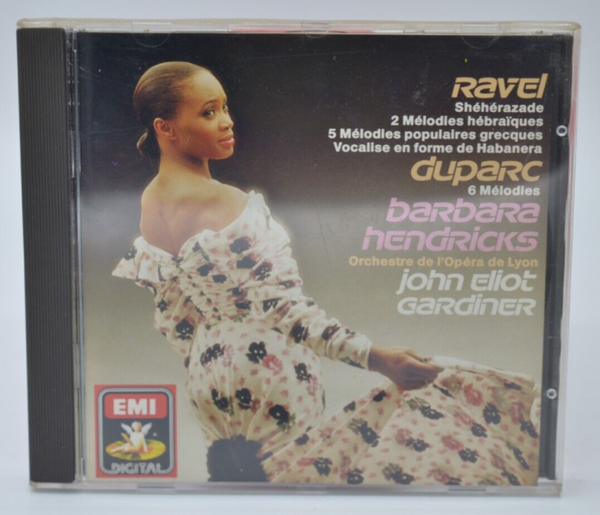 Ravel
Shéhérazade
2 Mélodies hébraïques
5 Mélodies populaires grecques
Vocalise en forme de Habanera
duparc
6 Mélodies
barbara
hendricks
Orchestre de l'Opéra de Lyon
john Eliot
Gardiner
EMI
DIGITAL